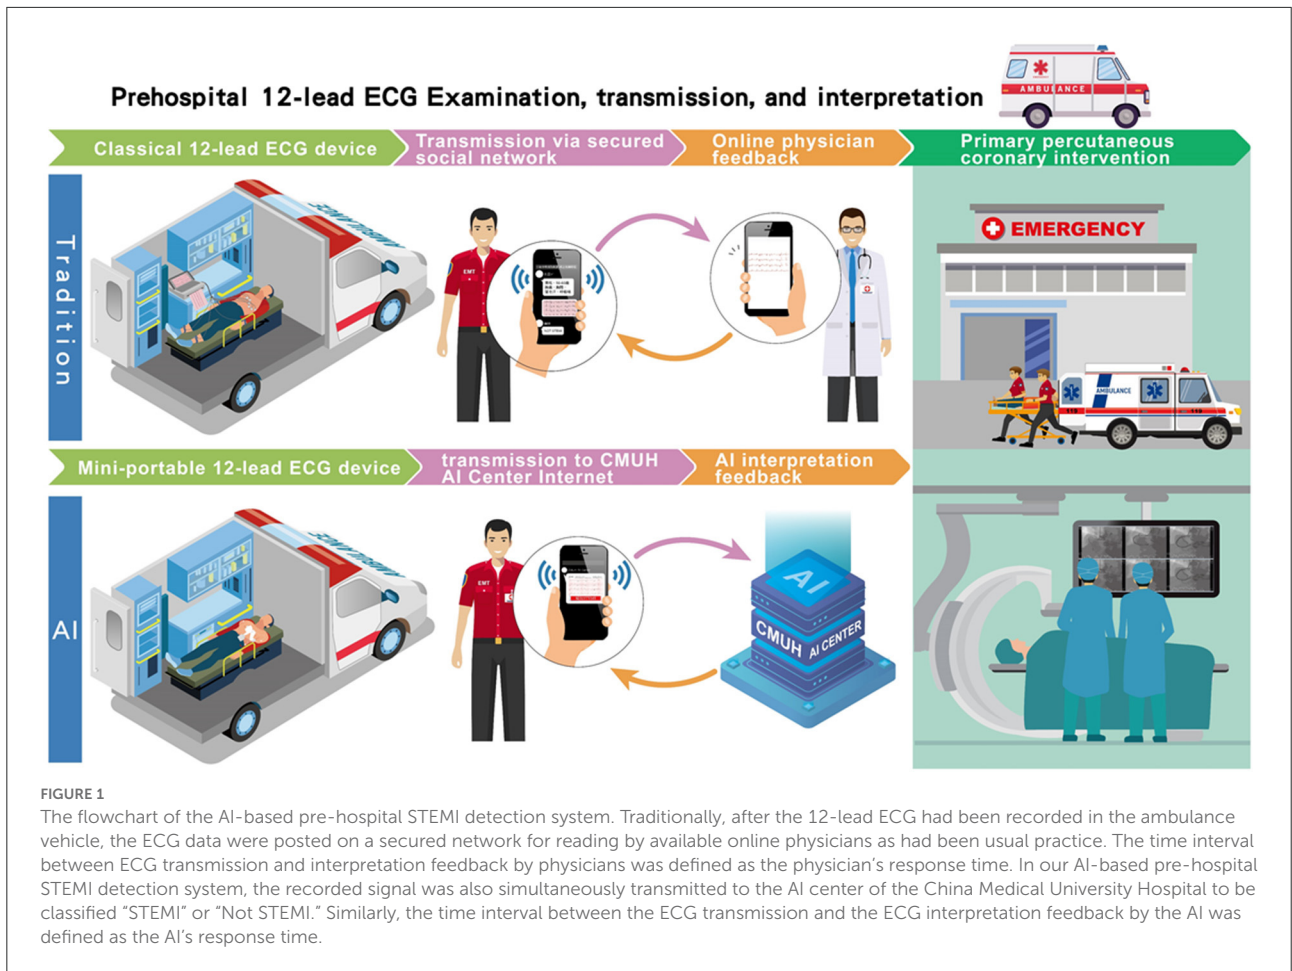 Prehospital 12-lead ECG Examination, transmission, and interpretation
AMBULANCE
Classical 12-lead ECG device
Transmission via secured
social network
Online physician
feedback
Primary percutaneous
coronary intervention
Tradition
AMBULANCE
EMT
NOT STEMI
EMERGENCY
AMBULANCE
119
119
Mini-portable 12-lead ECG device
transmission to CMUH
AI Center Internet
AI interpretation
feedback
AI
AMBULANCE
EMT
AI
CMUH AI CENTER
FIGURE 1
The flowchart of the AI-based pre-hospital STEMI detection system. Traditionally, after the 12-lead ECG had been recorded in the ambulance
vehicle, the ECG data were posted on a secured network for reading by available online physicians as had been usual practice. The time interval
between ECG transmission and interpretation feedback by physicians was defined as the physician's response time. In our AI-based pre-hospital
STEMI detection system, the recorded signal was also simultaneously transmitted to the AI center of the China Medical University Hospital to be
classified “STEMI” or “Not STEMI.” Similarly, the time interval between the ECG transmission and the ECG interpretation feedback by the AI was
defined as the AI's response time.